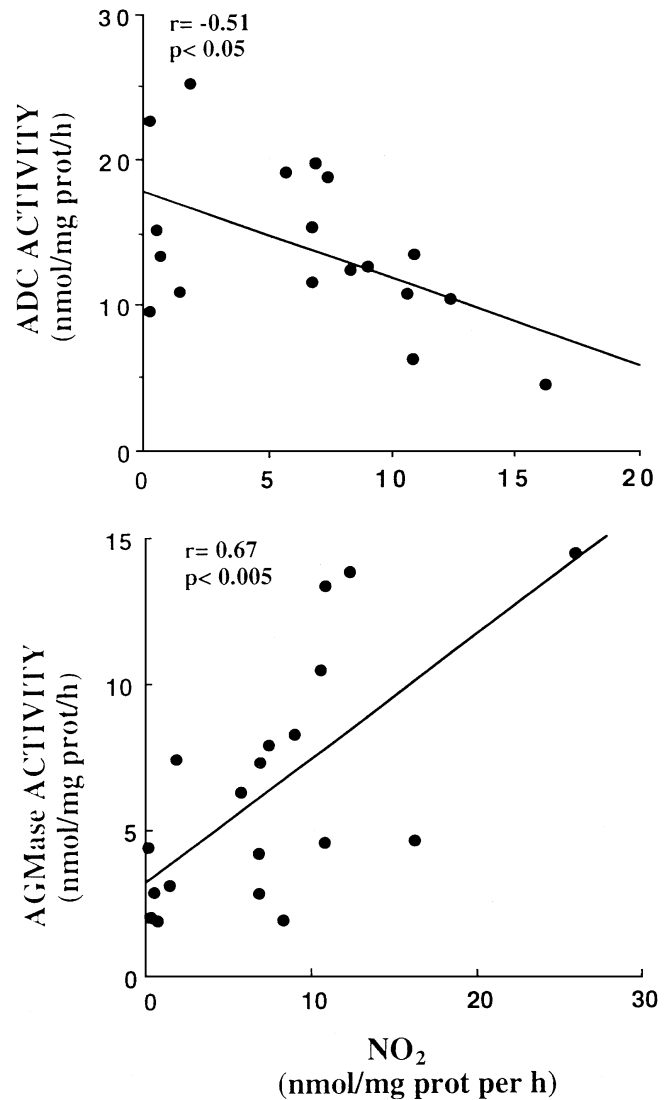 r= -0.51
p< 0.05
ADC ACTIVITY
(nmol/mg prot/h)
30
20
10
0
0 5 10 15 20
r= 0.67
p< 0.005
AGMase ACTIVITY
(nmol/mg prot/h)
15
10
5
0
0 10 20 30
NO₂
(nmol/mg prot per h)